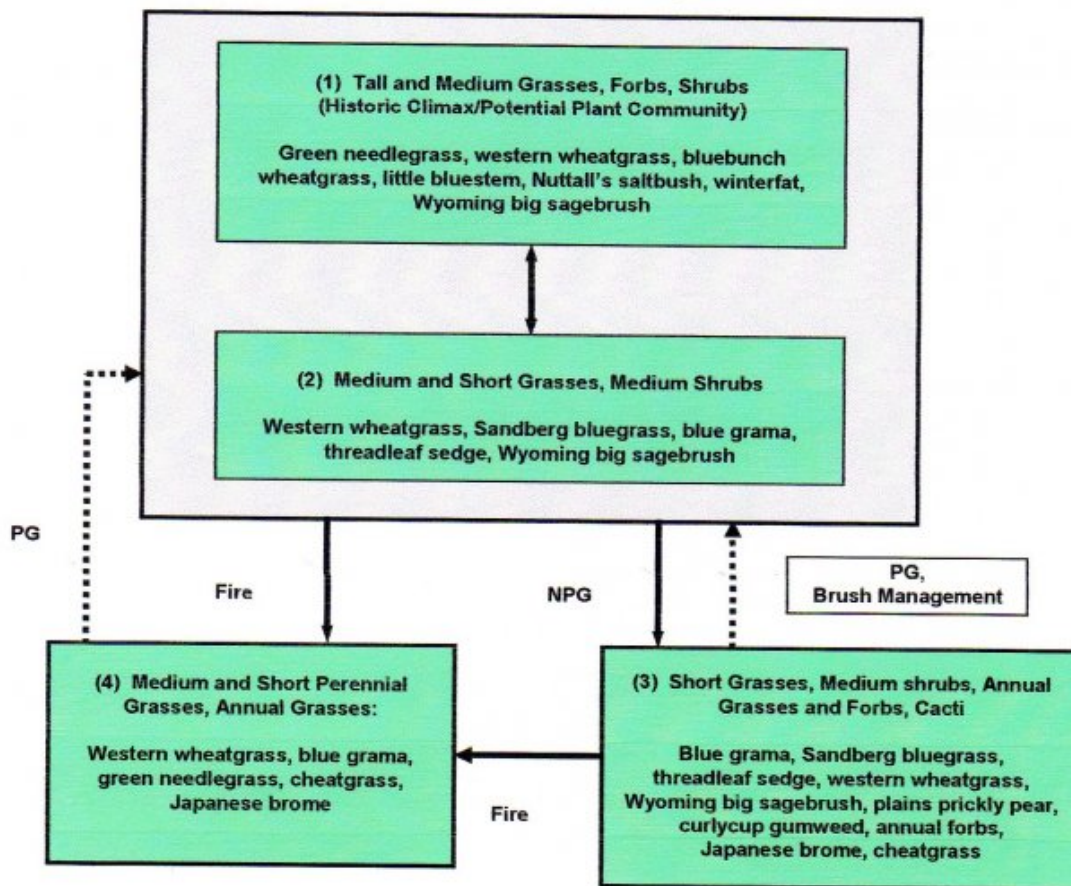 (1) Tall and Medium Grasses, Forbs, Shrubs
(Historic Climax/Potential Plant Community)
Green needlegrass, western wheatgrass, bluebunch
wheatgrass, little bluestem, Nuttall's saltbush, winterfat,
Wyoming big sagebrush
(2) Medium and Short Grasses, Medium Shrubs
Western wheatgrass, Sandberg bluegrass, blue grama,
threadleaf sedge, Wyoming big sagebrush
PG
Fire
NPG
PG,
Brush Management
(4) Medium and Short Perennial
Grasses, Annual Grasses:
Western wheatgrass, blue grama,
green needlegrass, cheatgrass,
Japanese brome
Fire
(3) Short Grasses, Medium shrubs, Annual
Grasses and Forbs, Cacti
Blue grama, Sandberg bluegrass,
threadleaf sedge, western wheatgrass,
Wyoming big sagebrush, plains prickly pear,
curlycup gumweed, annual forbs,
Japanese brome, cheatgrass